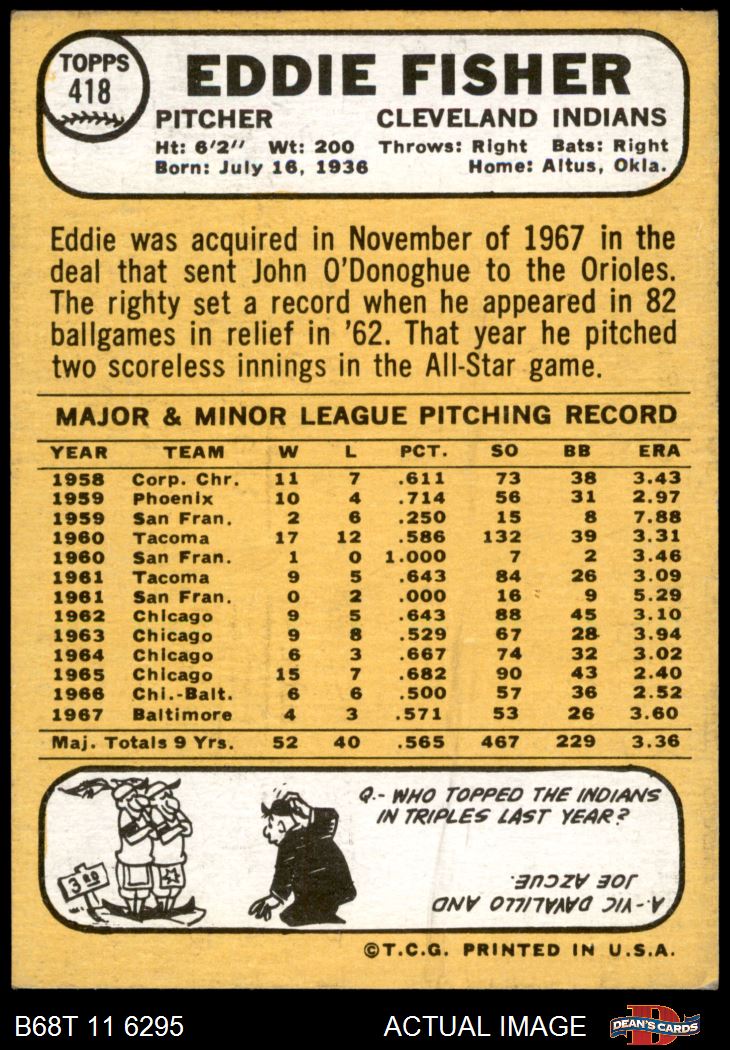 TOPPS
418
EDDIE FISHER
PITCHER CLEVELAND INDIANS
Ht: 6'2" Wt: 200 Throws: Right Bats: Right
Born: July 16, 1936 Home: Altus, Okla.
Eddie was acquired in November of 1967 in the
deal that sent John O'Donoghue to the Orioles.
The righty set a record when he appeared in 82
ballgames in relief in '62. That year he pitched
two scoreless innings in the All-Star game.
MAJOR & MINOR LEAGUE PITCHING RECORD
YEAR TEAM W L PCT. SO BB ERA
1958 Corp. Chr. 11 7 .611 73 38 3.43
1959 Phoenix 10 4 .714 56 31 2.97
1959 San Fran. 2 6 .250 15 8 7.88
1960 Tacoma 17 12 .586 132 39 3.31
1960 San Fran. 1 0 1.000 7 2 3.46
1961 Tacoma 9 5 .643 84 26 3.09
1961 San Fran. 0 2 .000 16 9 5.29
1962 Chicago 9 5 .643 88 45 3.10
1963 Chicago 9 8 .529 67 28 3.94
1964 Chicago 6 3 .667 74 32 3.02
1965 Chicago 15 7 .682 90 43 2.40
1966 Chi.-Balt. 6 6 .500 57 36 2.52
1967 Baltimore 4 3 .571 53 26 3.60
Maj. Totals 9 Yrs. 52 40 .565 467 229 3.36
3RD
Q.- WHO TOPPED THE INDIANS
IN TRIPLES LAST YEAR?
A.- VIC DAVALILLO AND
JOE AZCUE.
©T.C.G. PRINTED IN U.S.A.
B68T 11 6295 ACTUAL IMAGE
D
DEAN'S CARDS